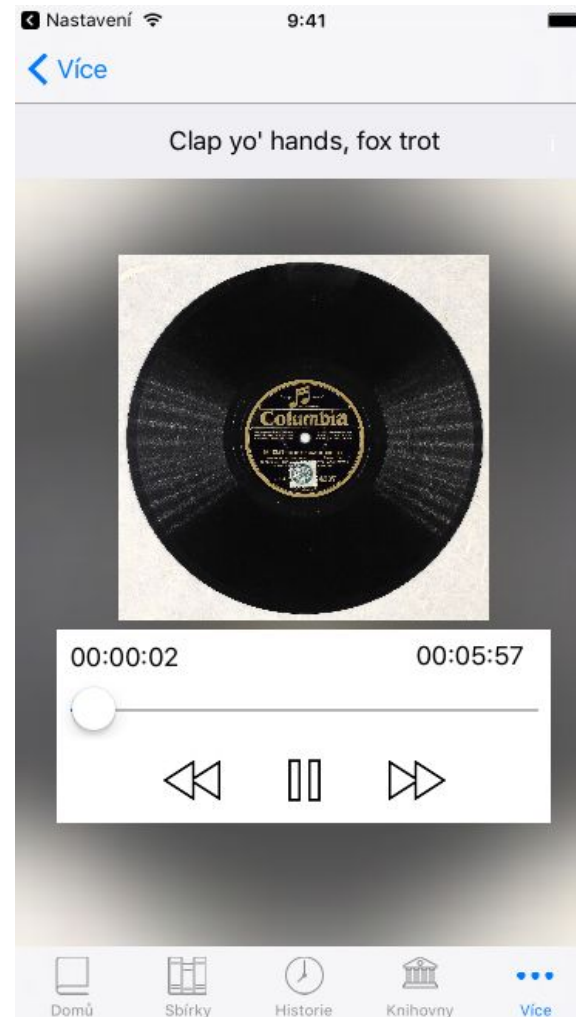 Nastavení 9:41
Více
Clap yo' hands, fox trot
Columbia
00:00:02 00:05:57
Domů Sbírky Historie Knihovny Více